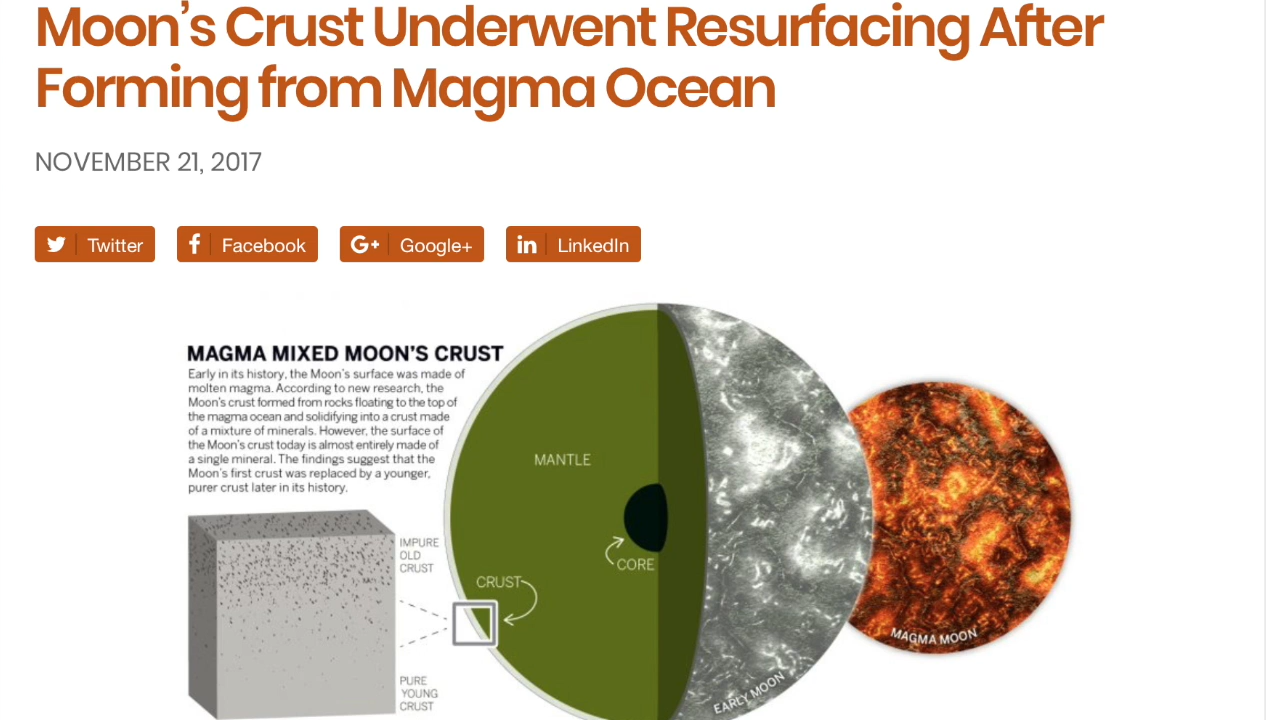 Moon’s Crust Underwent Resurfacing After
Forming from Magma Ocean
NOVEMBER 21, 2017
Twitter
Facebook
G+ Google+
in LinkedIn
MAGMA MIXED MOON’S CRUST
Early in its history, the Moon’s surface was made of
molten magma. According to new research, the
Moon’s crust formed from rocks floating to the top of
the magma ocean and solidifying into a crust made
of a mixture of minerals. However, the surface of
the Moon’s crust today is almost entirely made of
a single mineral. The findings suggest that the
Moon’s first crust was replaced by a younger,
purer crust later in its history.
IMPURE
OLD
CRUST
PURE
YOUNG
CRUST
MANTLE
CORE
CRUST
EARLY MOON
MAGMA MOON